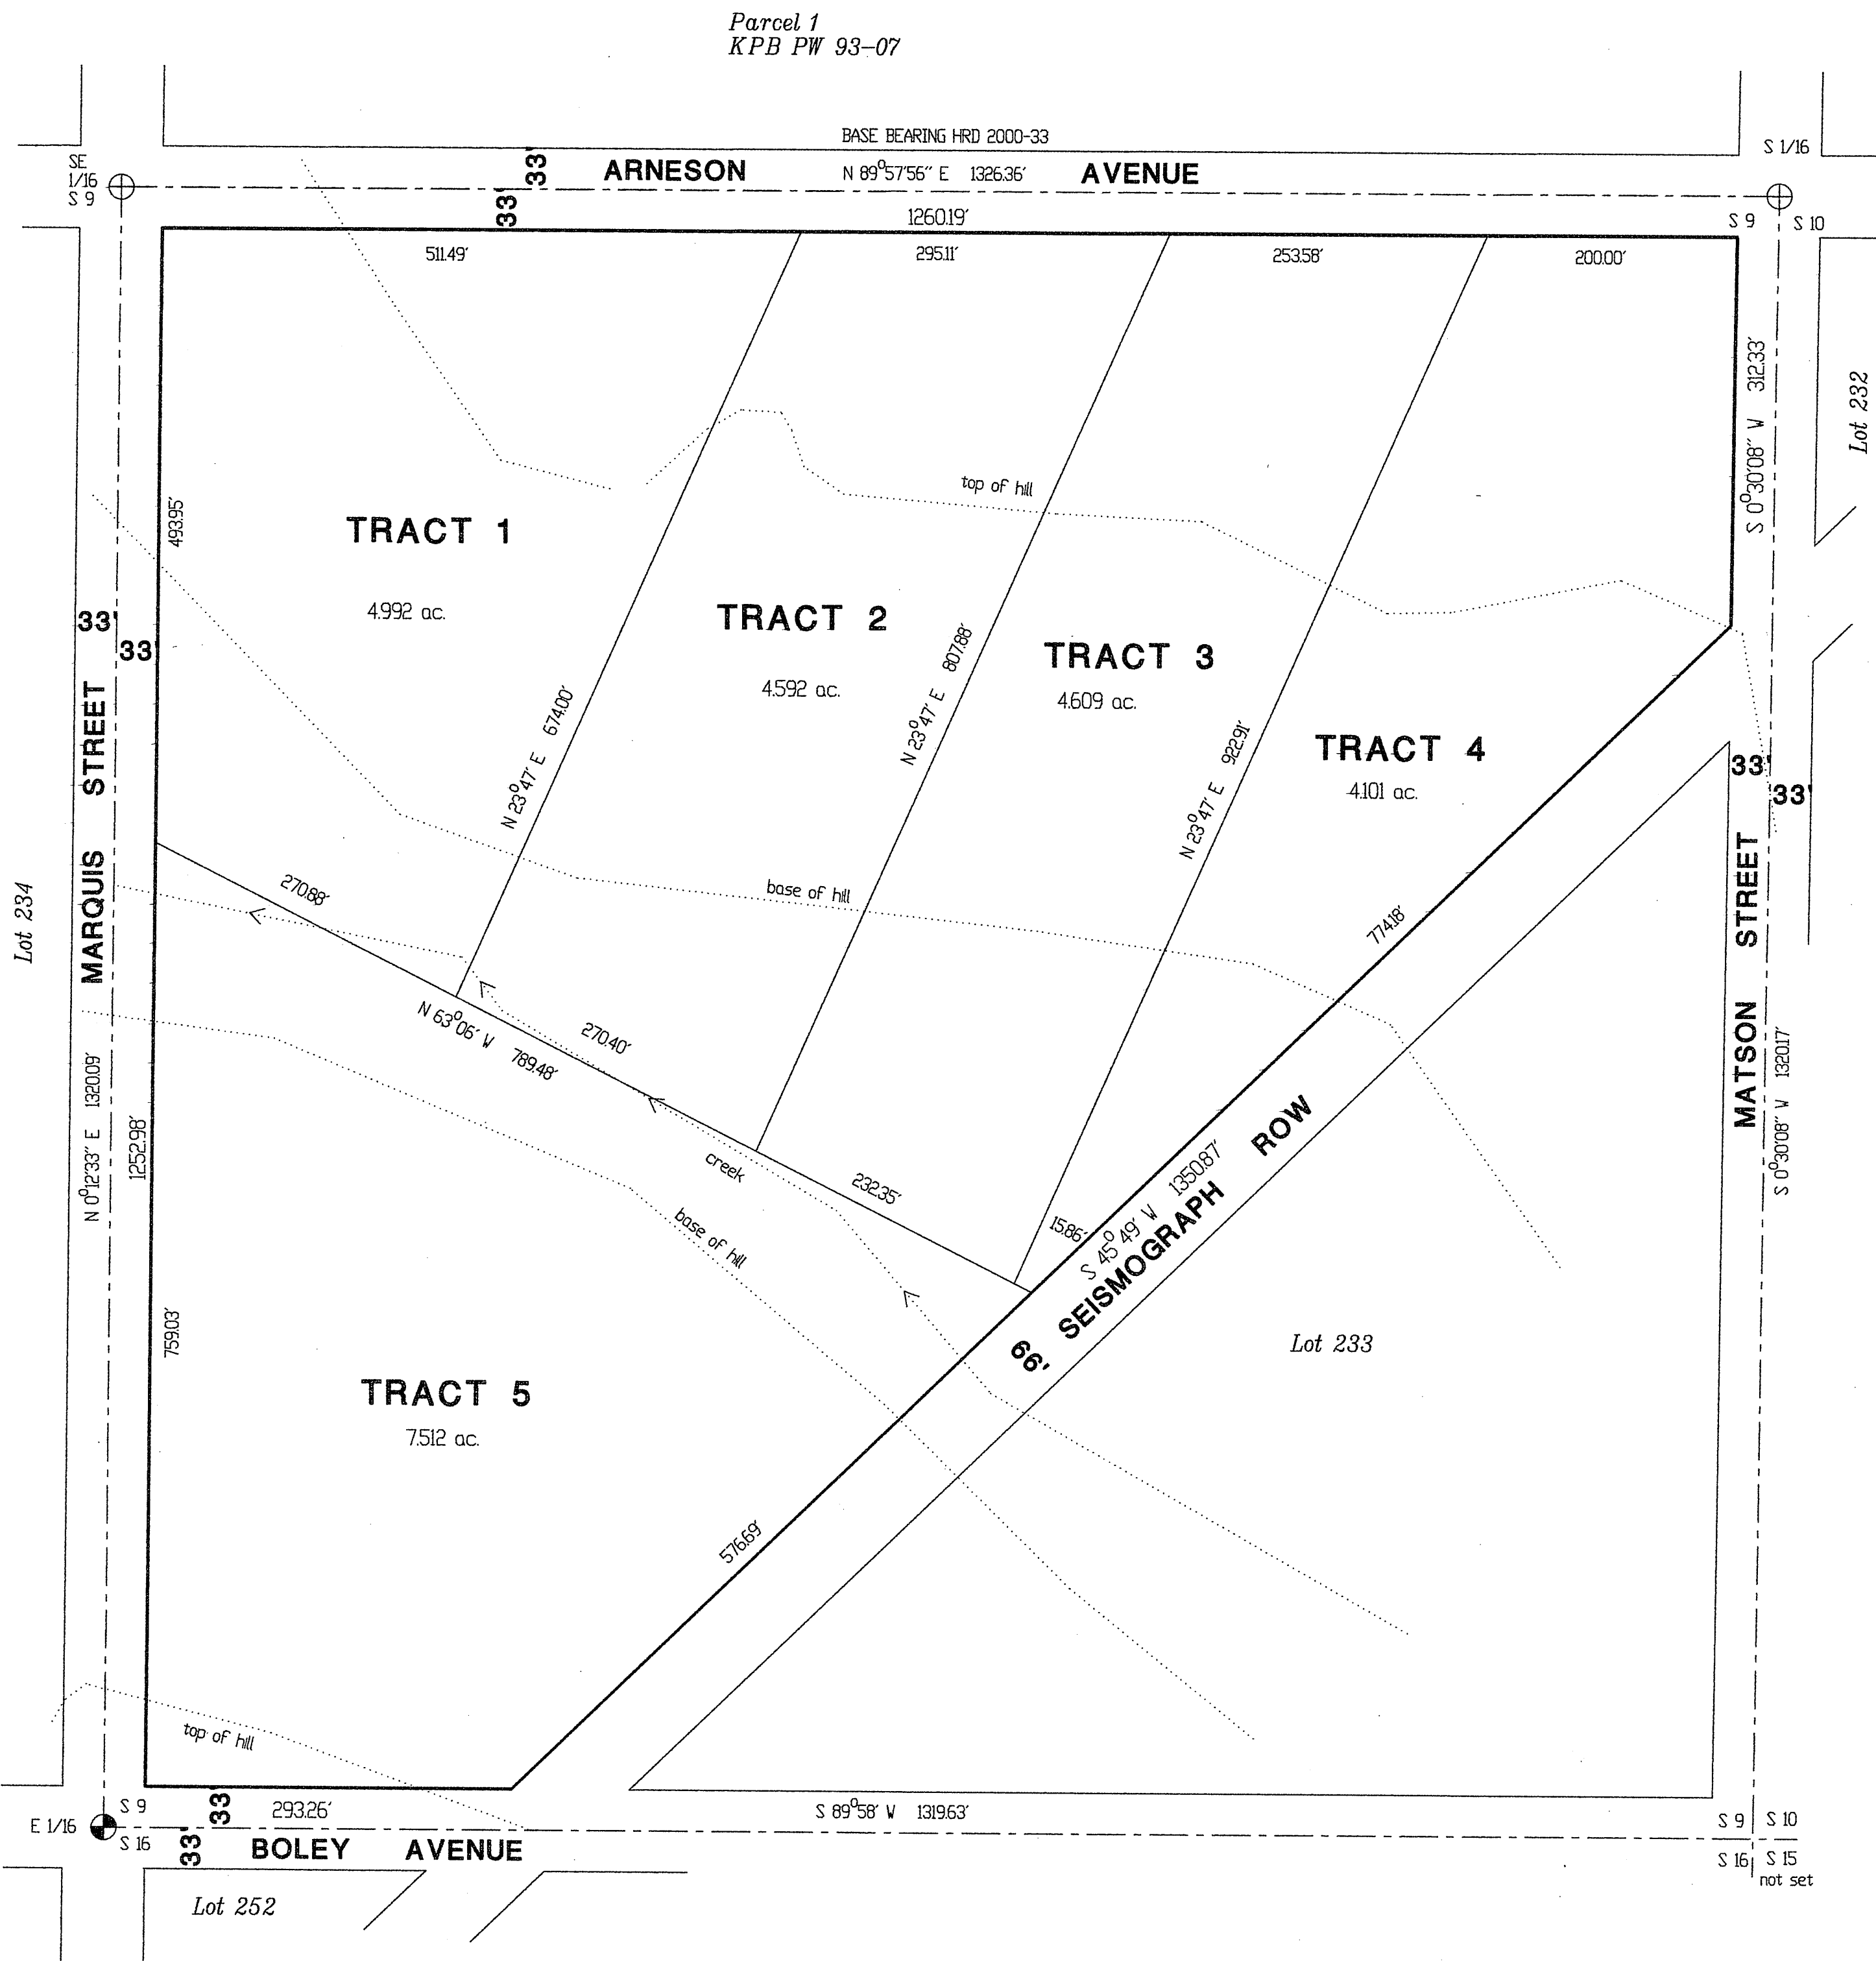 Parcel 1
KPB PW 93-07
BASE BEARING HRD 2000-33
SE
1/16
S 9
S 1/16
33'
33'
ARNESON AVENUE
N 89°57'56" E 1326.36'
1260.19'
S 9
S 10
511.49'
295.11'
253.58'
200.00'
S 0°30'08" W 312.33'
Lot 232
top of hill
493.95'
TRACT 1
4.992 ac.
TRACT 2
4.592 ac.
TRACT 3
4.609 ac.
TRACT 4
4.101 ac.
33'
33'
N 23°47' E 674.00'
N 23°47' E 807.88'
N 23°47' E 922.91'
33'
33'
MARQUIS STREET
Lot 234
270.88'
base of hill
774.18'
MATSON STREET
N 63°06' W 789.48'
270.40'
creek
232.35'
15.86'
N 0°12'33" E 1320.09'
1252.98'
S 0°30'08" W 1320.17'
base of hill
S 45°49' W 1350.87'
66' SEISMOGRAPH ROW
759.03'
Lot 233
TRACT 5
7.512 ac.
576.69'
top of hill
S 9
33'
293.26'
S 89°58' W 1319.63'
S 9
S 10
E 1/16
S 16
33'
BOLEY AVENUE
S 16
S 15
not set
Lot 252